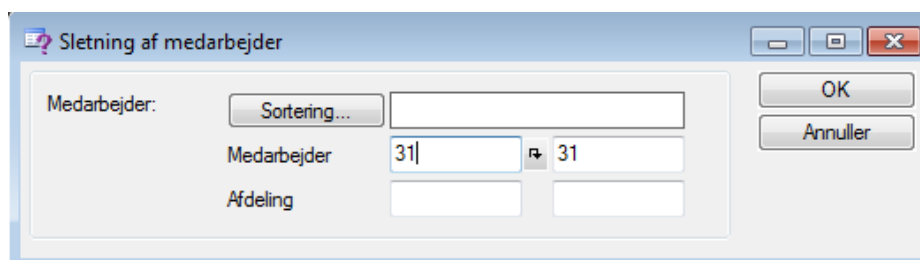 Sletning af medarbejder
Medarbejder: Sortering... OK
Medarbejder 31 31 Annuller
Afdeling